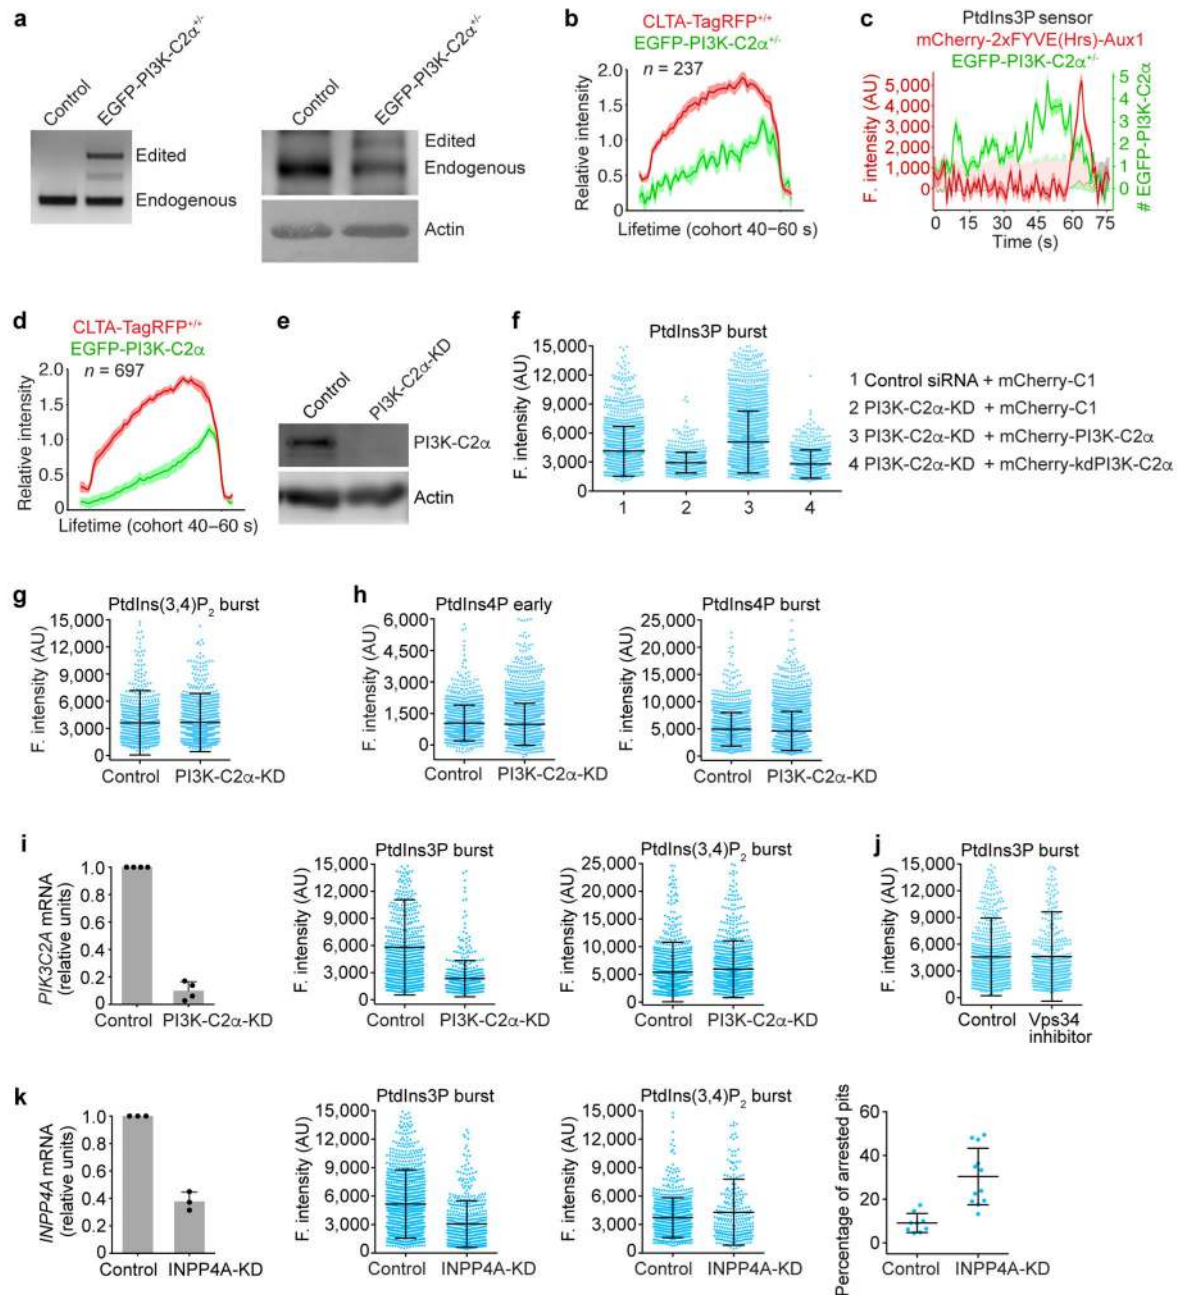 a
Control
EGFP-PI3K-C2α+/-
Edited
Endogenous
Control
EGFP-PI3K-C2α+/-
Edited
Endogenous
Actin
b
CLTA-TagRFP+/+
EGFP-PI3K-C2α+/-
n = 237
2.0
1.5
1.0
0.5
0
Relative intensity
Lifetime (cohort 40–60 s)
c
PtdIns3P sensor
mCherry-2xFYVE(Hrs)-Aux1
EGFP-PI3K-C2α+/-
F. intensity (AU)
5,000
4,000
3,000
2,000
1,000
0
5
4
3
2
1
0
# EGFP-PI3K-C2α
0 15 30 45 60 75
Time (s)
d
CLTA-TagRFP+/+
EGFP-PI3K-C2α
n = 697
2.0
1.5
1.0
0.5
0
Relative intensity
Lifetime (cohort 40–60 s)
e
Control
PI3K-C2α-KD
PI3K-C2α
Actin
f
PtdIns3P burst
F. intensity (AU)
15,000
12,000
9,000
6,000
3,000
0
1 2 3 4
1 Control siRNA + mCherry-C1
2 PI3K-C2α-KD + mCherry-C1
3 PI3K-C2α-KD + mCherry-PI3K-C2α
4 PI3K-C2α-KD + mCherry-kdPI3K-C2α
g
PtdIns(3,4)P2 burst
F. intensity (AU)
15,000
12,000
9,000
6,000
3,000
0
Control PI3K-C2α-KD
h
PtdIns4P early
F. intensity (AU)
6,000
4,500
3,000
1,500
0
Control PI3K-C2α-KD
PtdIns4P burst
F. intensity (AU)
25,000
20,000
15,000
10,000
5,000
0
Control PI3K-C2α-KD
i
PIK3C2A mRNA
(relative units)
1.0
0.8
0.6
0.4
0.2
0
Control PI3K-C2α-KD
PtdIns3P burst
F. intensity (AU)
15,000
12,000
9,000
6,000
3,000
0
Control PI3K-C2α-KD
PtdIns(3,4)P2 burst
F. intensity (AU)
25,000
20,000
15,000
10,000
5,000
0
Control PI3K-C2α-KD
j
PtdIns3P burst
F. intensity (AU)
15,000
12,000
9,000
6,000
3,000
0
Control Vps34
inhibitor
k
INPP4A mRNA
(relative units)
1.0
0.8
0.6
0.4
0.2
0
Control INPP4A-KD
PtdIns3P burst
F. intensity (AU)
15,000
12,000
9,000
6,000
3,000
0
Control INPP4A-KD
PtdIns(3,4)P2 burst
F. intensity (AU)
15,000
12,000
9,000
6,000
3,000
0
Control INPP4A-KD
Percentage of arrested pits
60
40
20
0
Control INPP4A-KD